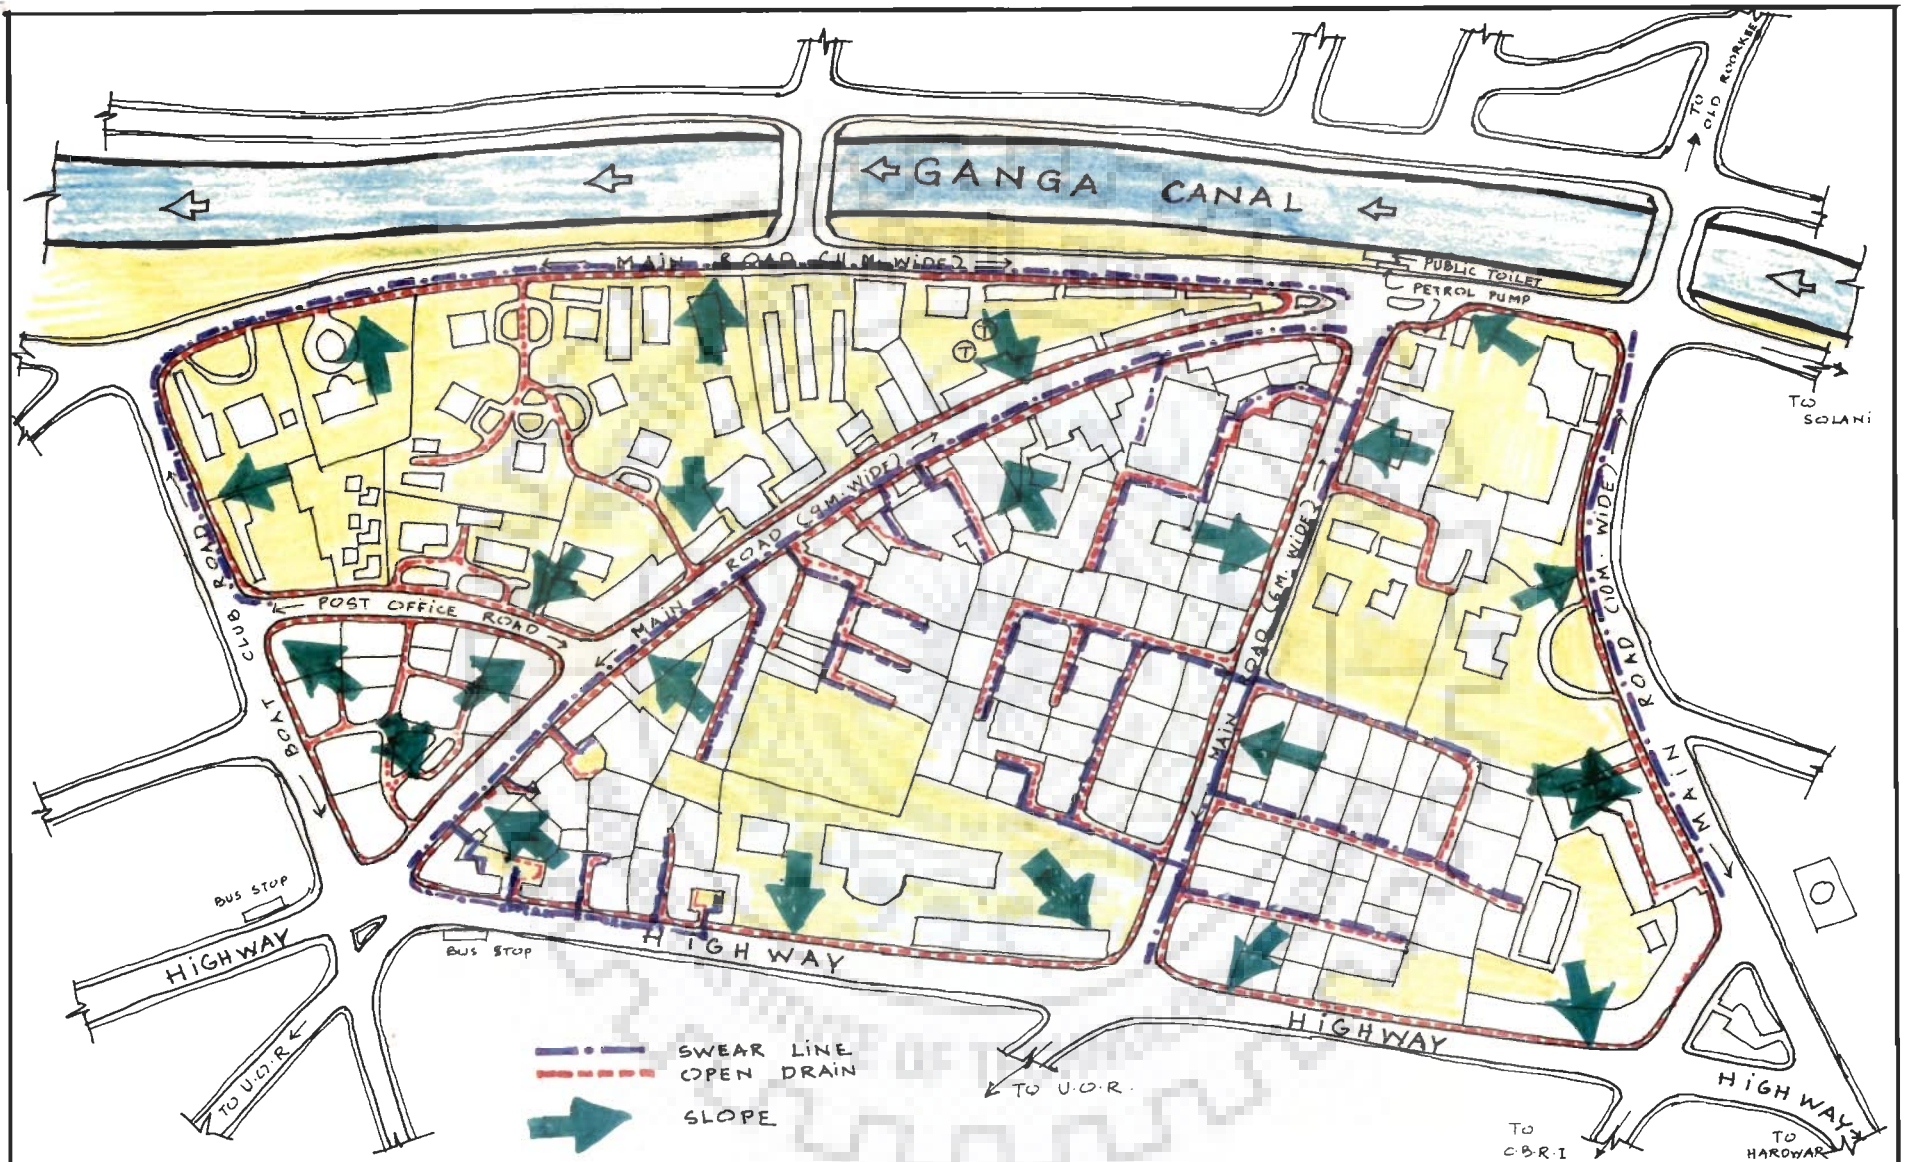 TO OLD ROORKEE
GANGA CANAL
MAIN ROAD (11.M. WIDE)
PUBLIC TOILET
PETROL PUMP
T
T
TO
SOLANI
ROAD (9.M. WIDE)
MAIN
ROAD (6.M. WIDE)
MAIN
ROAD (10M. WIDE)
MAIN ROAD
CLUB ROAD
BOAT
POST OFFICE ROAD
BUS STOP
HIGHWAY
BUS STOP
HIGHWAY
HIGHWAY
HIGHWAY
TO U.O.R
TO U.O.R.
SWEAR LINE
OPEN DRAIN
SLOPE
TO
C.B.R.I
TO
HARDWAR